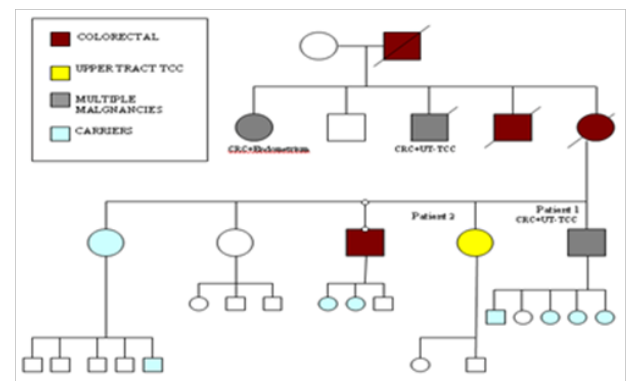 COLORECTAL
UPPER TRACT TCC
MULTIPLE
MALGNANCIES
CARRIERS
CRC+Endometrium
CRC+UT-TCC
Patient 2
Patient 1
CRC+UT-TCC